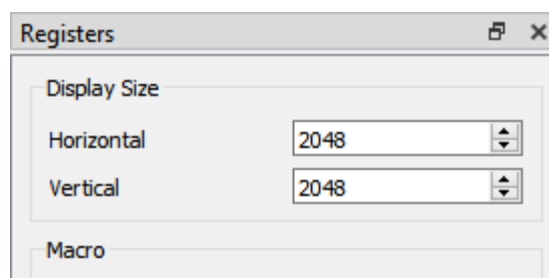 Registers
Display Size
Horizontal 2048
Vertical 2048
Macro